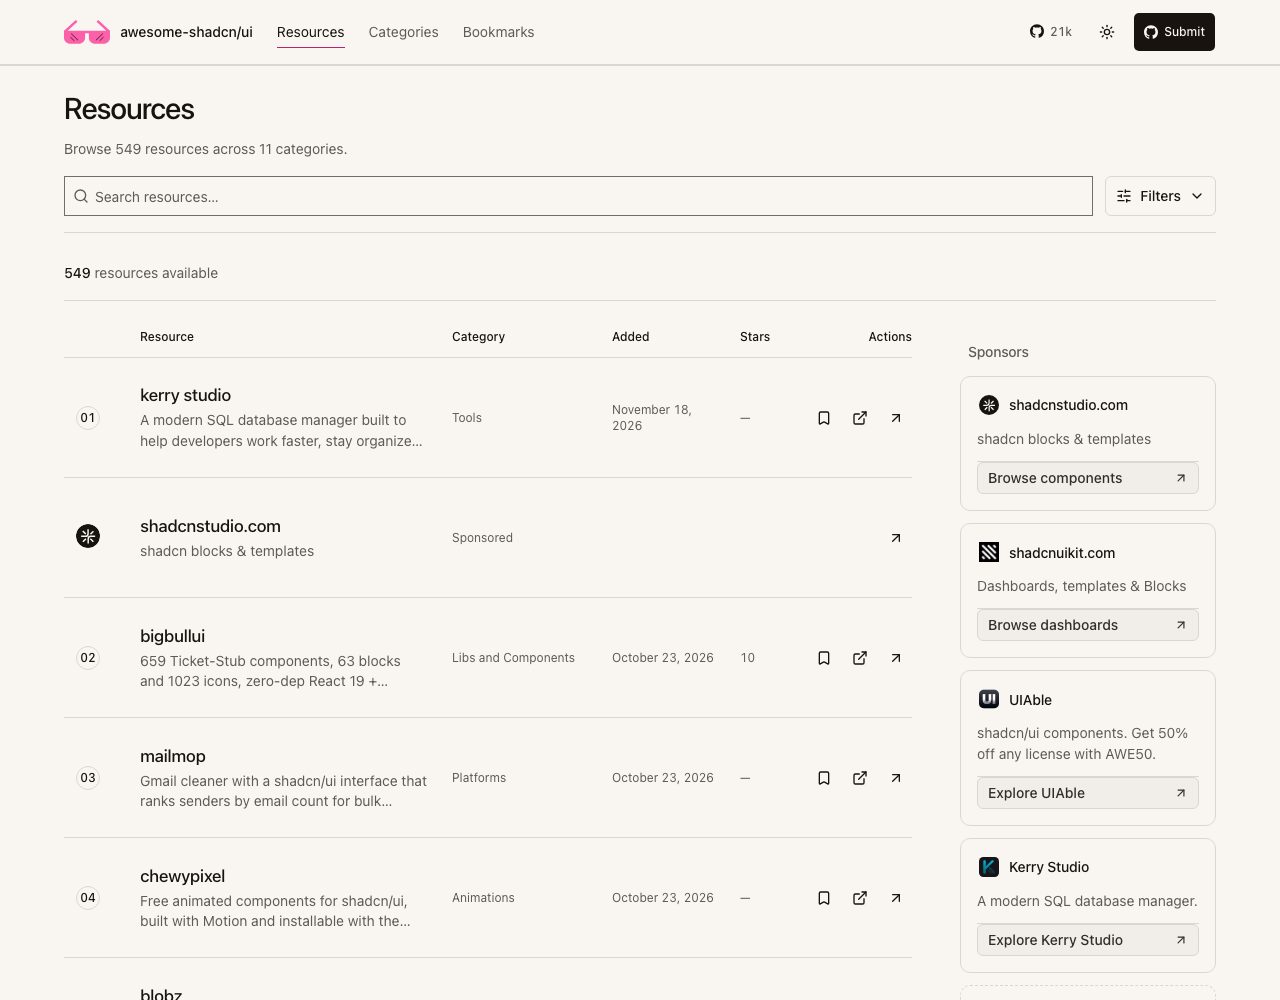 awesome-shadcn/ui
Resources
Categories
Bookmarks
21k
Submit
Resources
Browse 549 resources across 11 categories.
Search resources...
Filters
549 resources available
Resource
Category
Added
Stars
Actions
01
kerry studio
A modern SQL database manager built to
help developers work faster, stay organize...
Tools
November 18,
2026
—
shadcnstudio.com
shadcn blocks & templates
Sponsored
02
bigbullui
659 Ticket-Stub components, 63 blocks
and 1023 icons, zero-dep React 19 +...
Libs and Components
October 23, 2026
10
03
mailmop
Gmail cleaner with a shadcn/ui interface that
ranks senders by email count for bulk...
Platforms
October 23, 2026
—
04
chewypixel
Free animated components for shadcn/ui,
built with Motion and installable with the...
Animations
October 23, 2026
—
blobz
Sponsors
shadcnstudio.com
shadcn blocks & templates
Browse components
shadcnuikit.com
Dashboards, templates & Blocks
Browse dashboards
UI
UIAble
shadcn/ui components. Get 50%
off any license with AWE50.
Explore UIAble
K
Kerry Studio
A modern SQL database manager.
Explore Kerry Studio